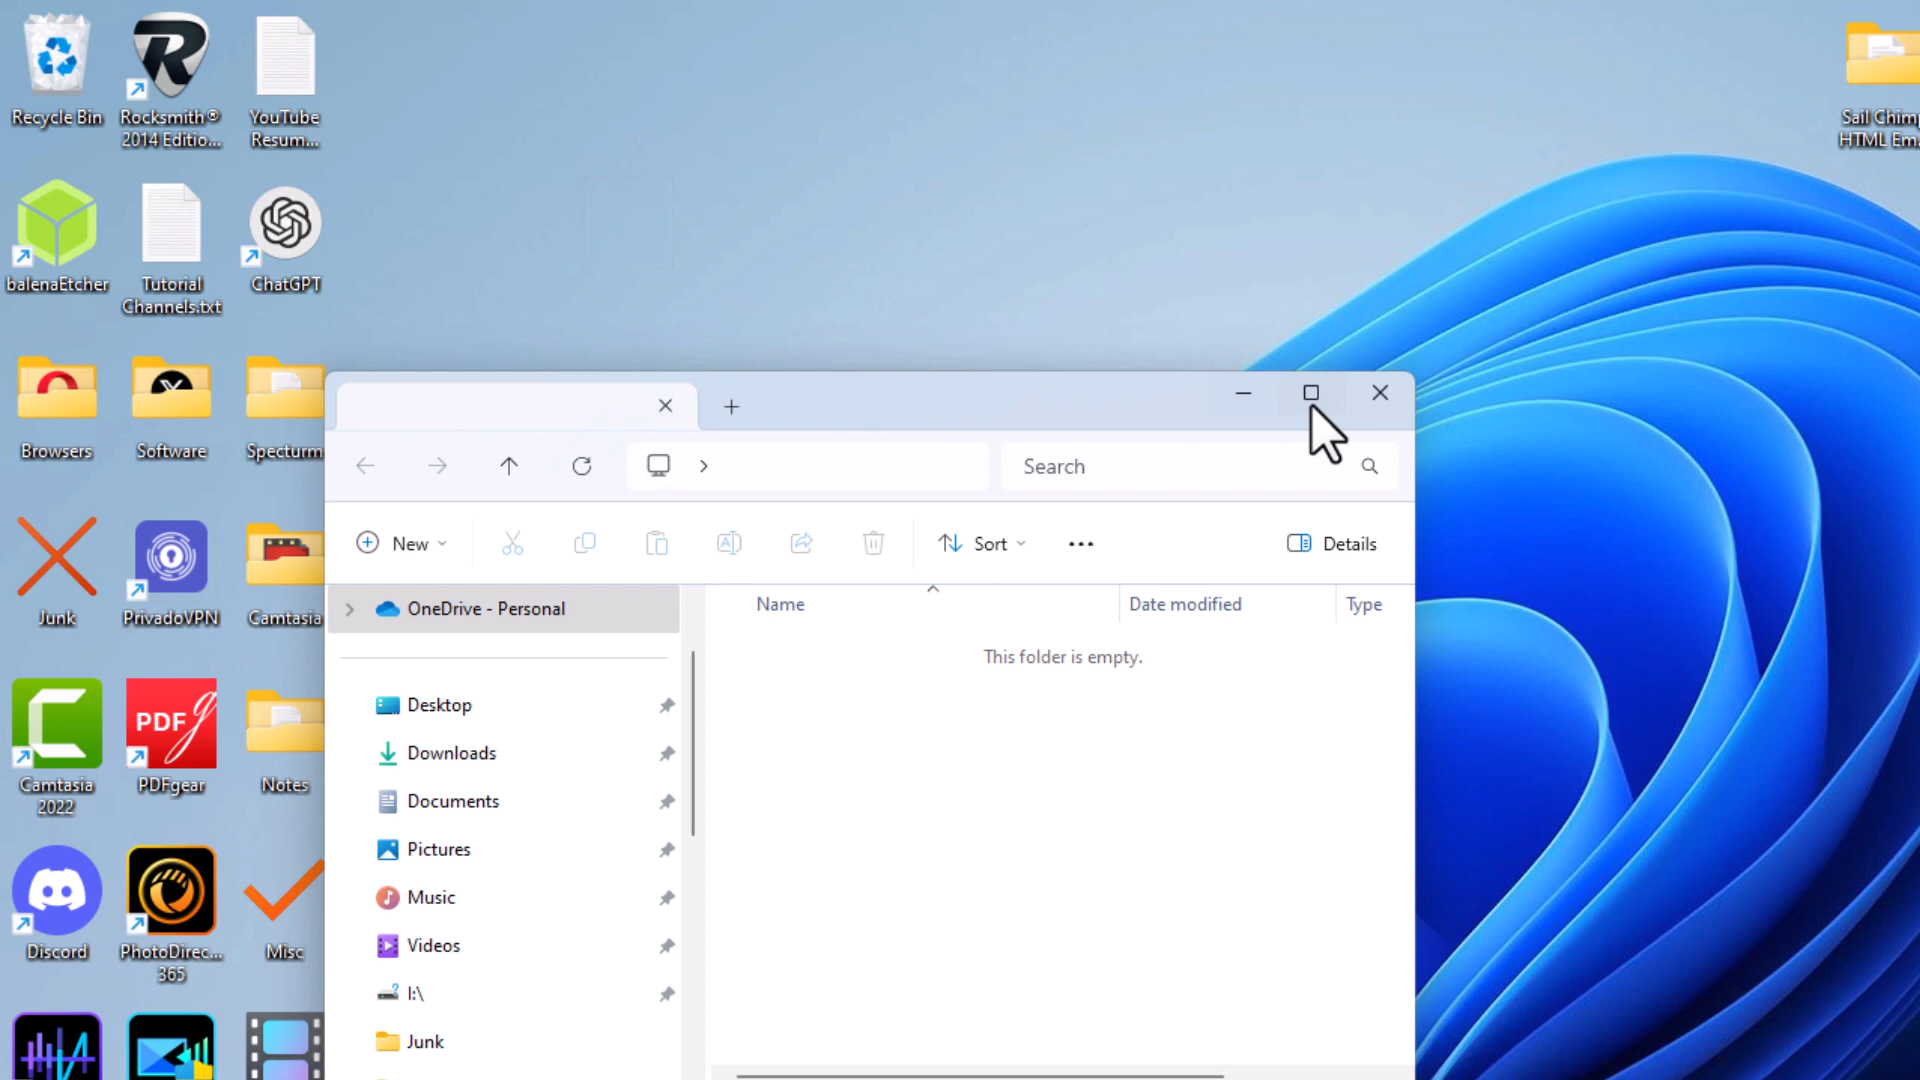 Recycle Bin
Rocksmith®
2014 Editio...
YouTube
Resum...
Sail Chim
HTML Em.
balenaEtcher
Tutorial
Channels.txt
ChatGPT
Browsers
Software
Specturm
Search
New
Sort
Details
OneDrive - Personal
Name
Date modified
Type
This folder is empty.
Junk
PrivadoVPN
Camtasia
Desktop
Downloads
Documents
Pictures
Music
Videos
I:\
Junk
Camtasia
2022
PDF
PDFgear
Notes
Discord
PhotoDirec...
365
Misc